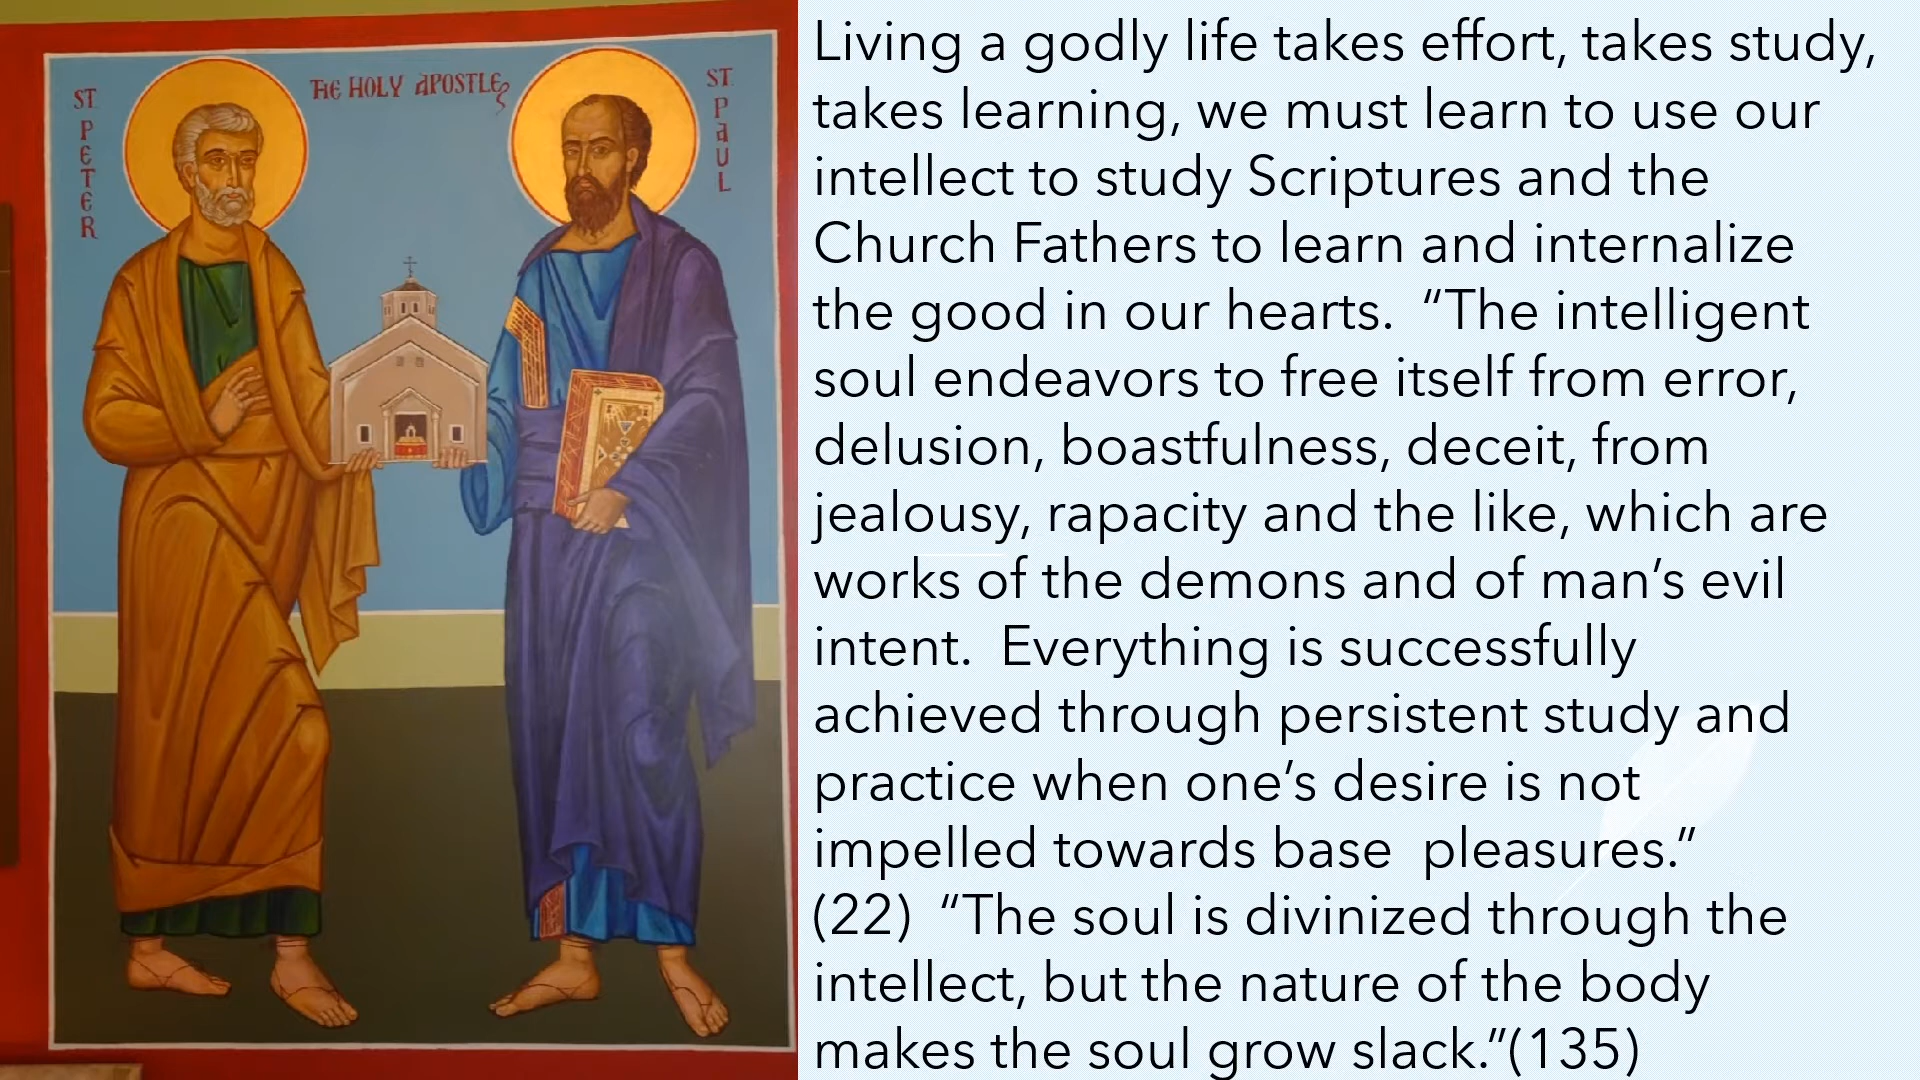 ST. PETER
THE HOLY APOSTLES
ST. PAUL
Living a godly life takes effort, takes study,
takes learning, we must learn to use our
intellect to study Scriptures and the
Church Fathers to learn and internalize
the good in our hearts.  “The intelligent
soul endeavors to free itself from error,
delusion, boastfulness, deceit, from
jealousy, rapacity and the like, which are
works of the demons and of man’s evil
intent.  Everything is successfully
achieved through persistent study and
practice when one’s desire is not
impelled towards base  pleasures.”
(22)  “The soul is divinized through the
intellect, but the nature of the body
makes the soul grow slack.”(135)